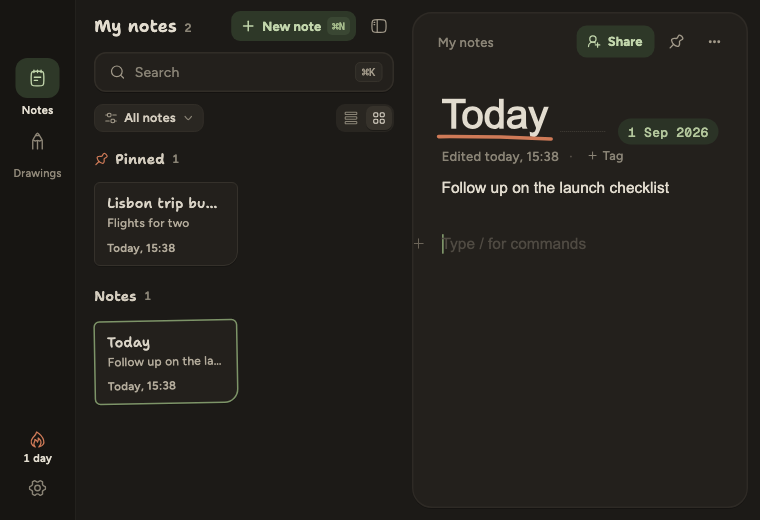 Notes
Drawings
1 day
My notes 2
New note ⌘N
Search ⌘K
All notes
Pinned 1
Lisbon trip bu...
Flights for two
Today, 15:38
Notes 1
Today
Follow up on the la...
Today, 15:38
My notes
Share
Today
1 Sep 2026
Edited today, 15:38 · + Tag
Follow up on the launch checklist
Type / for commands